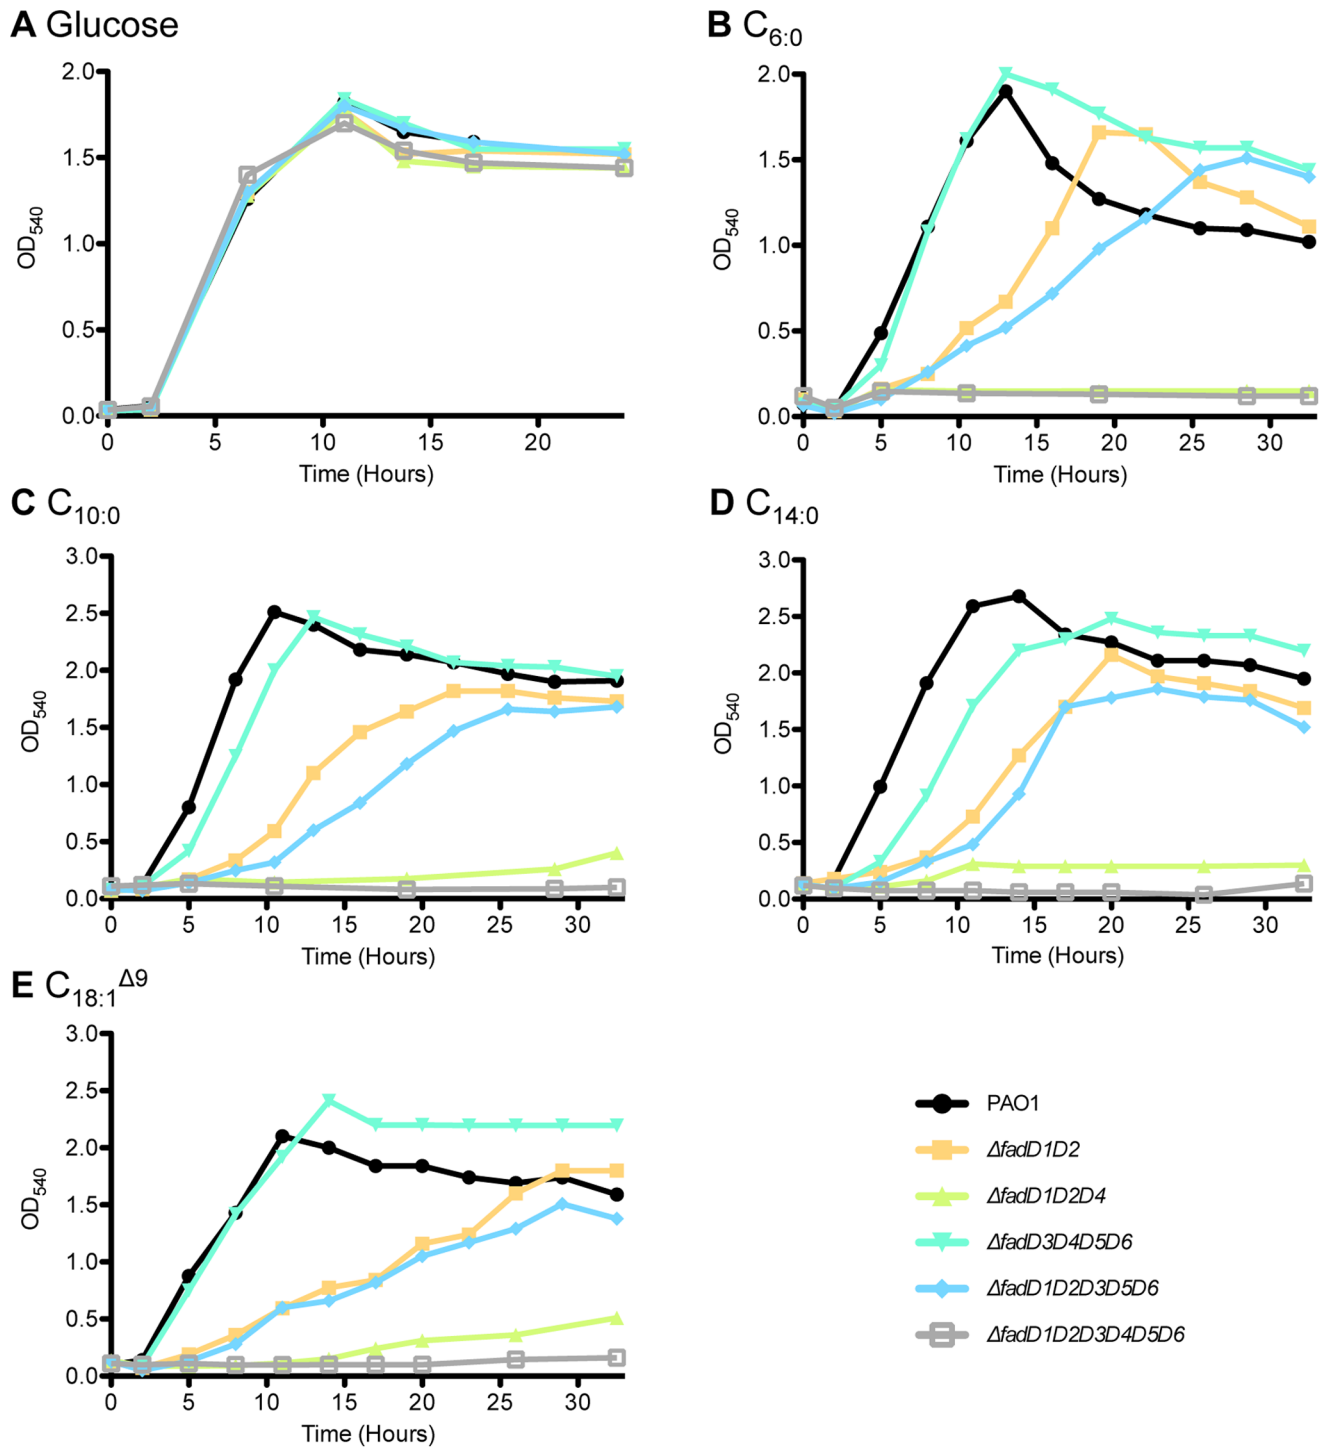 A Glucose
2.0
1.5
1.0
0.5
0.0
OD540
0 5 10 15 20
Time (Hours)
B C6:0
2.0
1.5
1.0
0.5
0.0
OD540
0 5 10 15 20 25 30
Time (Hours)
C C10:0
3.0
2.5
2.0
1.5
1.0
0.5
0.0
OD540
0 5 10 15 20 25 30
Time (Hours)
D C14:0
3.0
2.5
2.0
1.5
1.0
0.5
0.0
OD540
0 5 10 15 20 25 30
Time (Hours)
E C18:1Δ9
3.0
2.5
2.0
1.5
1.0
0.5
0.0
OD540
0 5 10 15 20 25 30
Time (Hours)
PAO1
ΔfadD1D2
ΔfadD1D2D4
ΔfadD3D4D5D6
ΔfadD1D2D3D5D6
ΔfadD1D2D3D4D5D6